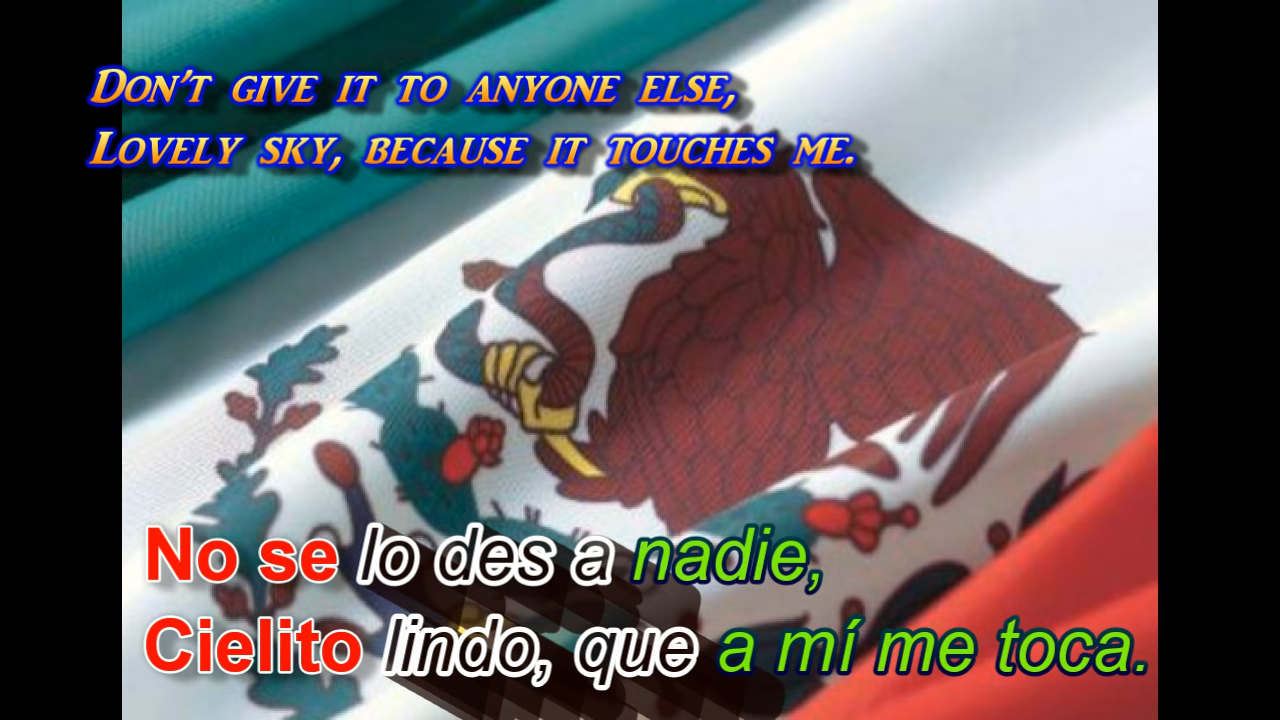 Don't give it to anyone else,
Lovely sky, because it touches me.
No se lo des a nadie,
Cielito lindo, que a mí me toca.